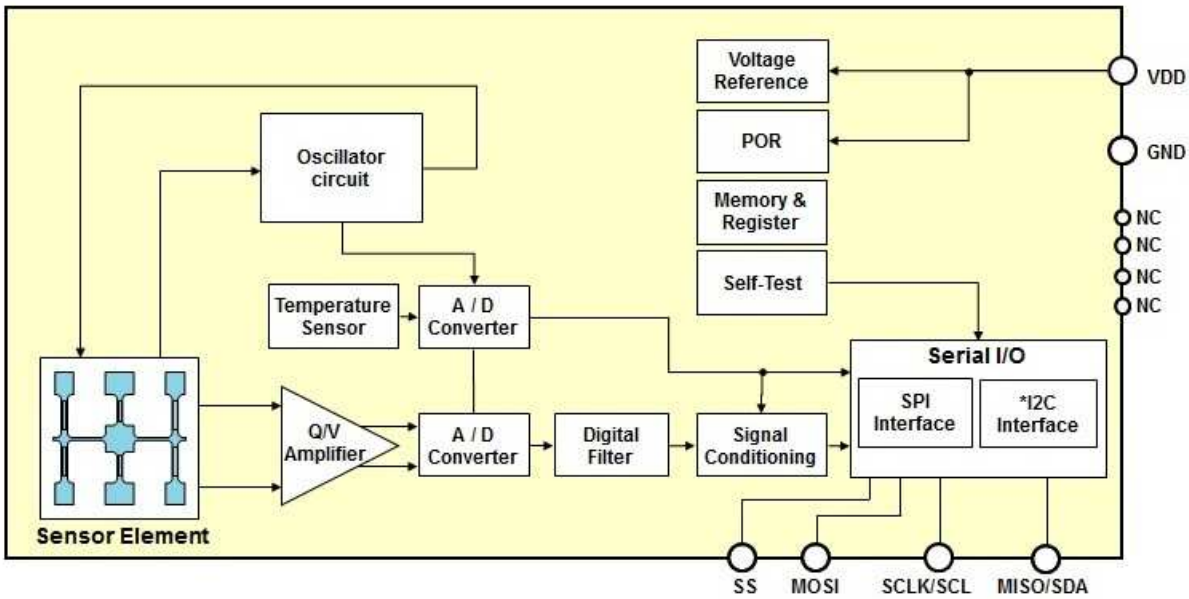 Voltage
Reference
VDD
POR
GND
Oscillator
circuit
Memory &
Register
NC
NC
NC
NC
Self-Test
Temperature
Sensor
A / D
Converter
Serial I/O
SPI
Interface
*I2C
Interface
Q/V
Amplifier
A / D
Converter
Digital
Filter
Signal
Conditioning
Sensor Element
SS
MOSI
SCLK/SCL
MISO/SDA